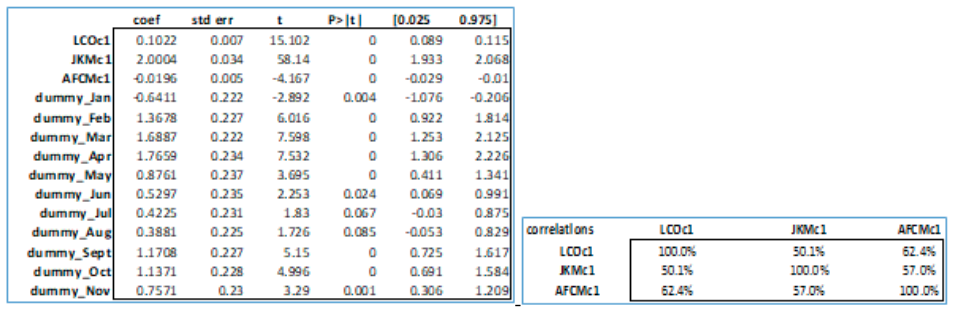 coef std err t P>|t| [0.025 0.975]
LCOc1 0.1022 0.007 15.102 0 0.089 0.115
JKMc1 2.0004 0.034 58.14 0 1.933 2.068
AFCMc1 -0.0196 0.005 -4.167 0 -0.029 -0.01
dummy_Jan -0.6411 0.222 -2.892 0.004 -1.076 -0.206
dummy_Feb 1.3678 0.227 6.016 0 0.922 1.814
dummy_Mar 1.6887 0.222 7.598 0 1.253 2.125
dummy_Apr 1.7659 0.234 7.532 0 1.306 2.226
dummy_May 0.8761 0.237 3.695 0 0.411 1.341
dummy_Jun 0.5297 0.235 2.253 0.024 0.069 0.991
dummy_Jul 0.4225 0.231 1.83 0.067 -0.03 0.875
dummy_Aug 0.3881 0.225 1.726 0.085 -0.053 0.829
dummy_Sept 1.1708 0.227 5.15 0 0.725 1.617
dummy_Oct 1.1371 0.228 4.996 0 0.691 1.584
dummy_Nov 0.7571 0.23 3.29 0.001 0.306 1.209
correlations LCOc1 JKMc1 AFCMc1
LCOc1 100.0% 50.1% 62.4%
JKMc1 50.1% 100.0% 57.0%
AFCMc1 62.4% 57.0% 100.0%